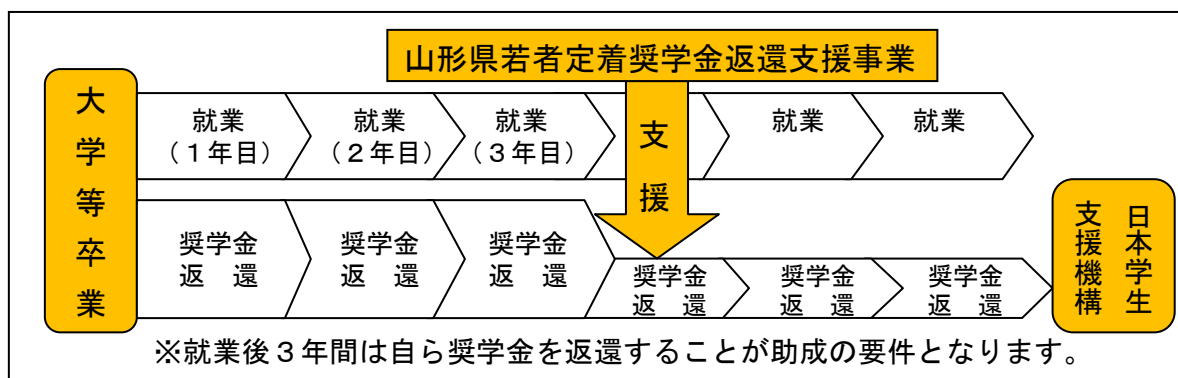 山形県若者定着奨学金返還支援事業
大学等卒業
就業
(１年目)
就業
(２年目)
就業
(３年目)
支援
就業
就業
奨学金
返　還
奨学金
返　還
奨学金
返　還
奨学金
返　還
奨学金
返　還
奨学金
返　還
日本学生
支援機構
※就業後３年間は自ら奨学金を返還することが助成の要件となります。